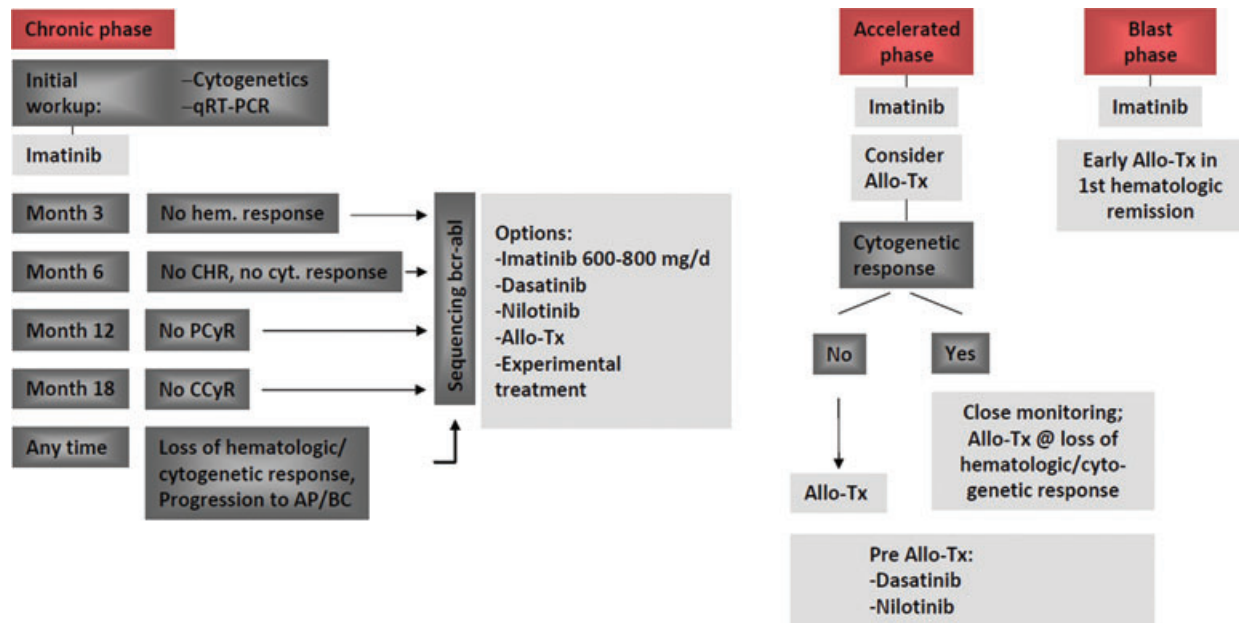 Chronic phase
Initial
workup:
–Cytogenetics
–qRT-PCR
Imatinib
Month 3
No hem. response
Month 6
No CHR, no cyt. response
Month 12
No PCyR
Month 18
No CCyR
Any time
Loss of hematologic/
cytogenetic response,
Progression to AP/BC
Sequencing bcr-abl
Options:
-Imatinib 600-800 mg/d
-Dasatinib
-Nilotinib
-Allo-Tx
-Experimental
treatment
Accelerated
phase
Imatinib
Consider
Allo-Tx
Cytogenetic
response
No
Yes
Allo-Tx
Close monitoring;
Allo-Tx @ loss of
hematologic/cyto-
genetic response
Pre Allo-Tx:
-Dasatinib
-Nilotinib
Blast
phase
Imatinib
Early Allo-Tx in
1st hematologic
remission